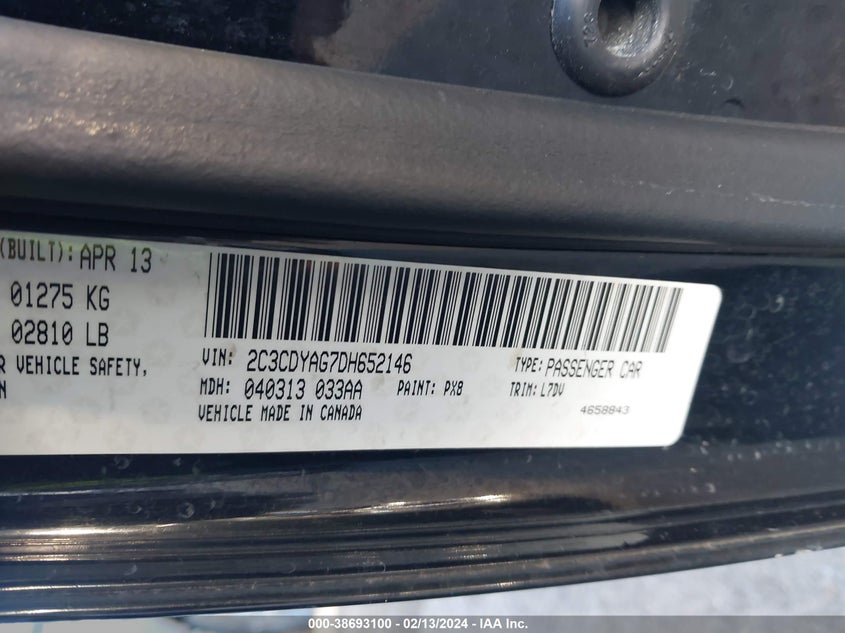 (BUILT): APR 13
01275 KG
02810 LB
R VEHICLE SAFETY,
N
VIN: 2C3CDYAG7DH652146
TYPE: PASSENGER CAR
MDH: 040313 033AA
PAINT: PX8
TRIM: L7DV
VEHICLE MADE IN CANADA
4658843
000-38693100 - 02/13/2024 - IAA Inc.